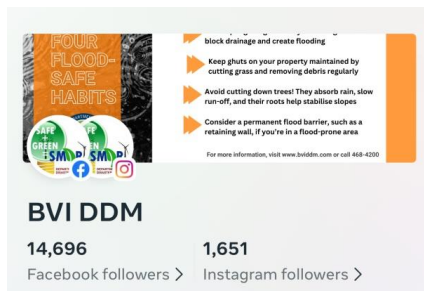 FOUR
FLOOD-
SAFE
HABITS
block drainage and create flooding
Keep ghuts on your property maintained by
cutting grass and removing debris regularly
Avoid cutting down trees! They absorb rain, slow
run-off, and their roots help stabilise slopes
Consider a permanent flood barrier, such as a
retaining wall, if you're in a flood-prone area
For more information, visit www.bviddm.com or call 468-4200
SAFE
GREEN
SMART
BVI DDM
14,696
1,651
Facebook followers >
Instagram followers >